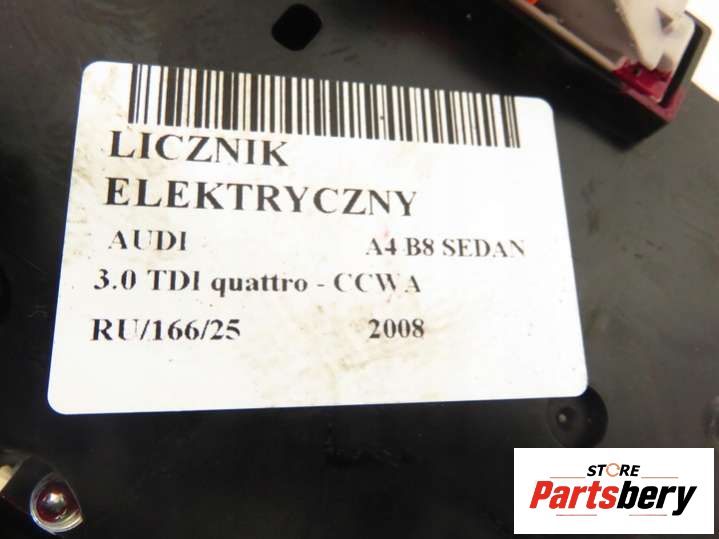 LICZNIK
ELEKTRYCZNY
AUDI A4 B8 SEDAN
3.0 TDI quattro - CCWA
RU/166/25 2008
STORE
Partsbery